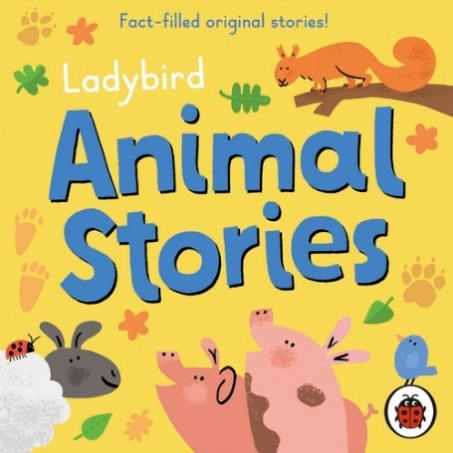 Fact-filled original stories!
Ladybird
Animal
Stories